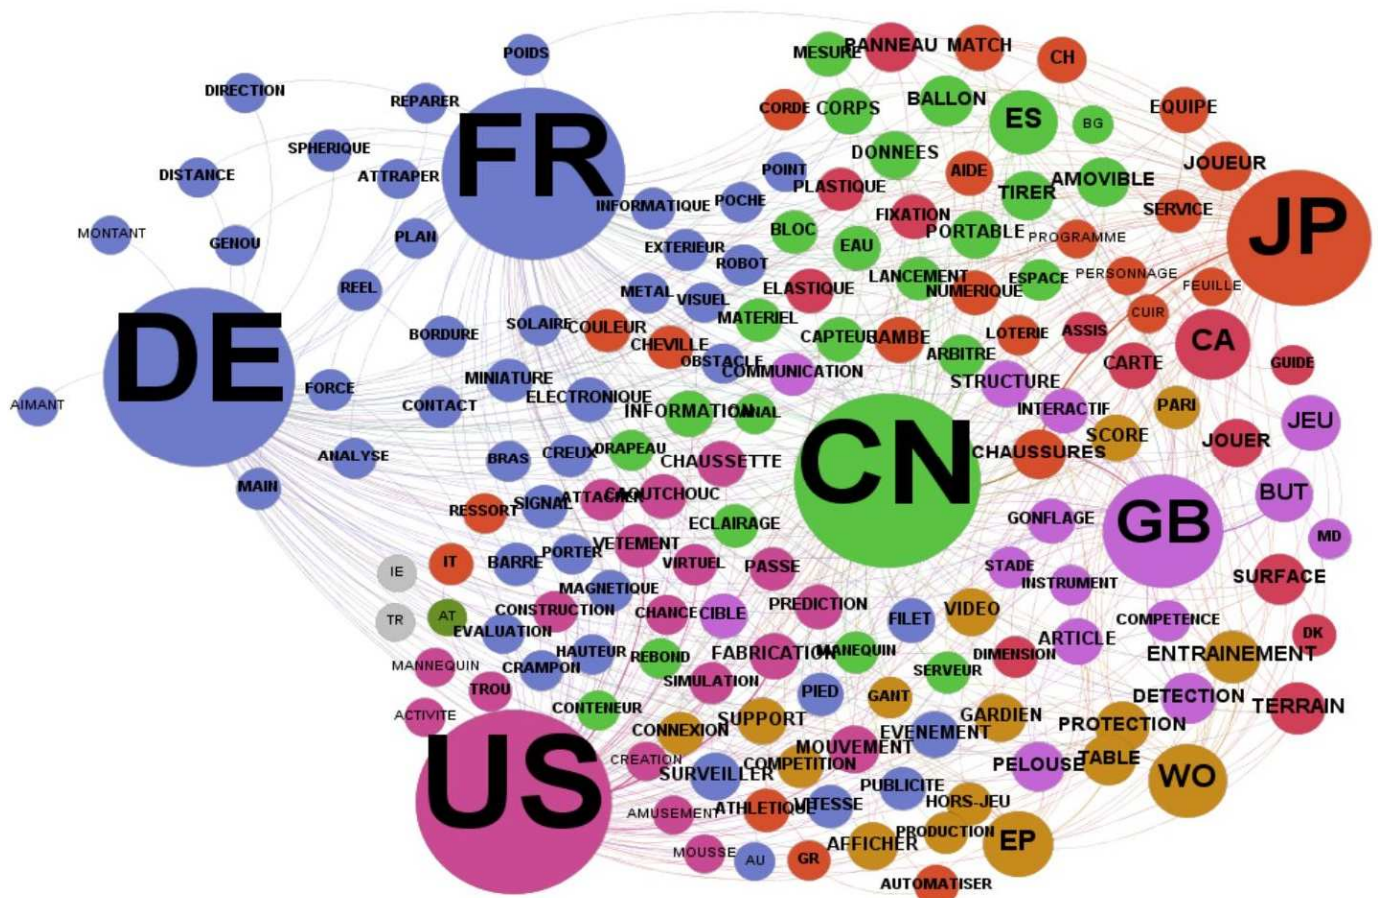 POIDS
MESURE
PANNEAU
MATCH
CH
DIRECTION
REPARER
FR
CORDE
CORPS
BALLON
ES
BG
EQUIPE
SPHERIQUE
DISTANCE
ATTRAPER
POINT
PLASTIQUE
DONNEES
AIDE
TIRER
AMOVIBLE
JOUEUR
MONTANT
GENOU
PLAN
INFORMATIQUE
POCHE
BLOC
FIXATION
PORTABLE
PROGRAMME
SERVICE
JP
EXTERIEUR
ROBOT
EAU
REEL
METAL
VISUEL
ELASTIQUE
LANCEMENT
NUMERIQUE
ESPACE
PERSONNAGE
FEUILLE
DE
BORDURE
SOLAIRE
COULEUR
CHEVILLE
MATERIEL
CAPTEUR
JAMBE
LOTERIE
ASSIS
CUIR
CA
OBSTACLE
COMMUNICATION
ARBITRE
STRUCTURE
CARTE
GUIDE
AIMANT
FORCE
CONTACT
MINIATURE
ELECTRONIQUE
INFORMATION
CANAL
INTERACTIF
PARI
JEU
ANALYSE
BRAS
CREUX
DRAPEAU
CHAUSSETTE
CN
CHAUSSURES
SCORE
JOUER
MAIN
RESSORT
SIGNAL
ATTACHER
CAOUTCHOUC
ECLAIRAGE
GONFLAGE
GB
BUT
MD
IE
IT
BARRE
PORTER
VETEMENT
VIRTUEL
PASSE
STADE
INSTRUMENT
SURFACE
TR
AT
MAGNETIQUE
CONSTRUCTION
CHANCE
CIBLE
PREDICTION
FILET
VIDEO
COMPETENCE
DK
EVALUATION
MANNEQUIN
CRAMPON
HAUTEUR
REBOND
FABRICATION
MANEQUIN
SERVEUR
DIMENSION
ARTICLE
ENTRAINEMENT
TROU
SIMULATION
PIED
GANT
DETECTION
TERRAIN
ACTIVITE
CONTENEUR
CONNEXION
SUPPORT
GARDIEN
PROTECTION
US
CREATION
SURVEILLER
COMPETITION
MOUVEMENT
EVENEMENT
PELOUSE
TABLE
WO
AMUSEMENT
ATHLETIQUE
VITESSE
PUBLICITE
HORS-JEU
MOUSSE
AU
GR
AFFICHER
PRODUCTION
EP
AUTOMATISER